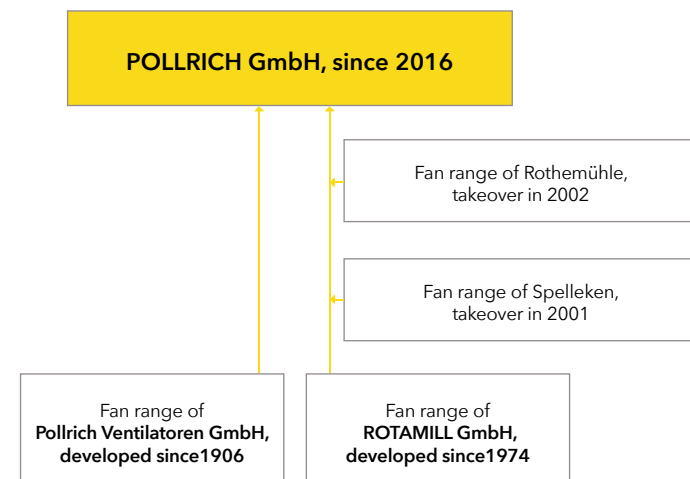 POLLRICH GmbH, since 2016
Fan range of Rothemühle,
takeover in 2002
Fan range of Spelleken,
takeover in 2001
Fan range of
Pollrich Ventilatoren GmbH,
developed since1906
Fan range of
ROTAMILL GmbH,
developed since1974